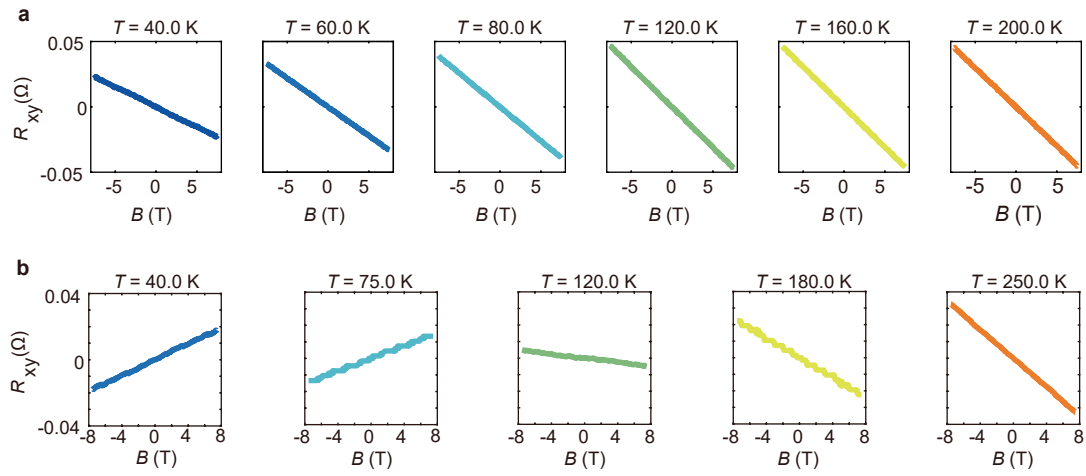 a
T = 40.0 K T = 60.0 K T = 80.0 K T = 120.0 K T = 160.0 K T = 200.0 K
0.05
0
-0.05
R xy(Ω)
-5 0 5 -5 0 5 -5 0 5 -5 0 5 -5 0 5 -5 0 5
B (T) B (T) B (T) B (T) B (T) B (T)
b
T = 40.0 K T = 75.0 K T = 120.0 K T = 180.0 K T = 250.0 K
0.04
0
-0.04
R xy(Ω)
-8 -4 0 4 8 -8 -4 0 4 8 -8 -4 0 4 8 -8 -4 0 4 8 -8 -4 0 4 8
B (T) B (T) B (T) B (T) B (T)